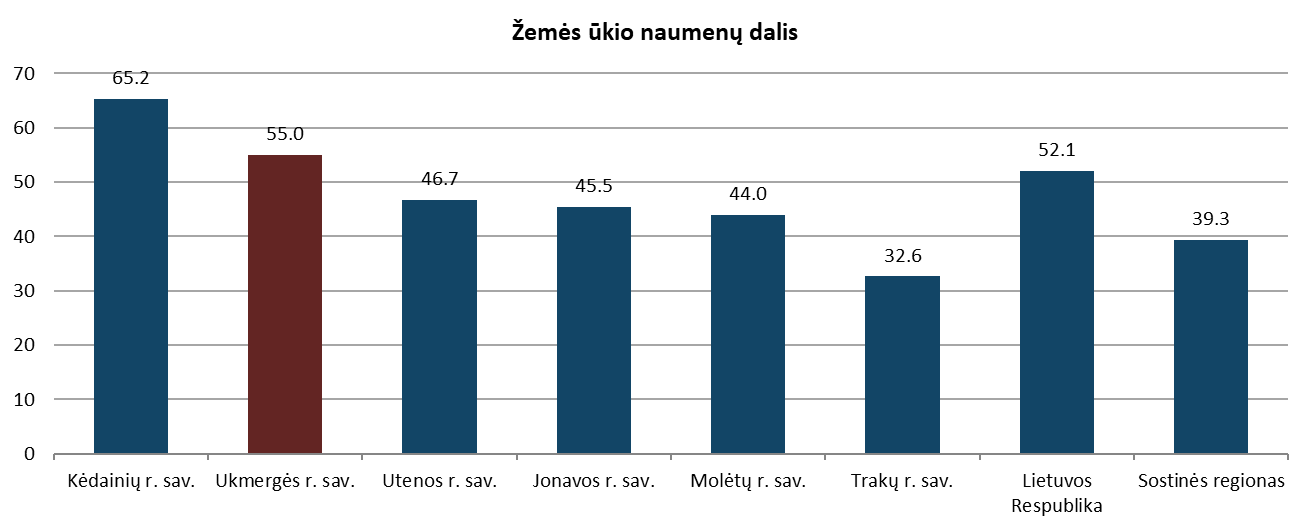 Žemės ūkio naumenų dalis
70
60
50
40
30
20
10
0
65.2
55.0
46.7
45.5
44.0
32.6
52.1
39.3
Kėdainių r. sav.
Ukmergės r. sav.
Utenos r. sav.
Jonavos r. sav.
Molėtų r. sav.
Trakų r. sav.
Lietuvos
Respublika
Sostinės regionas